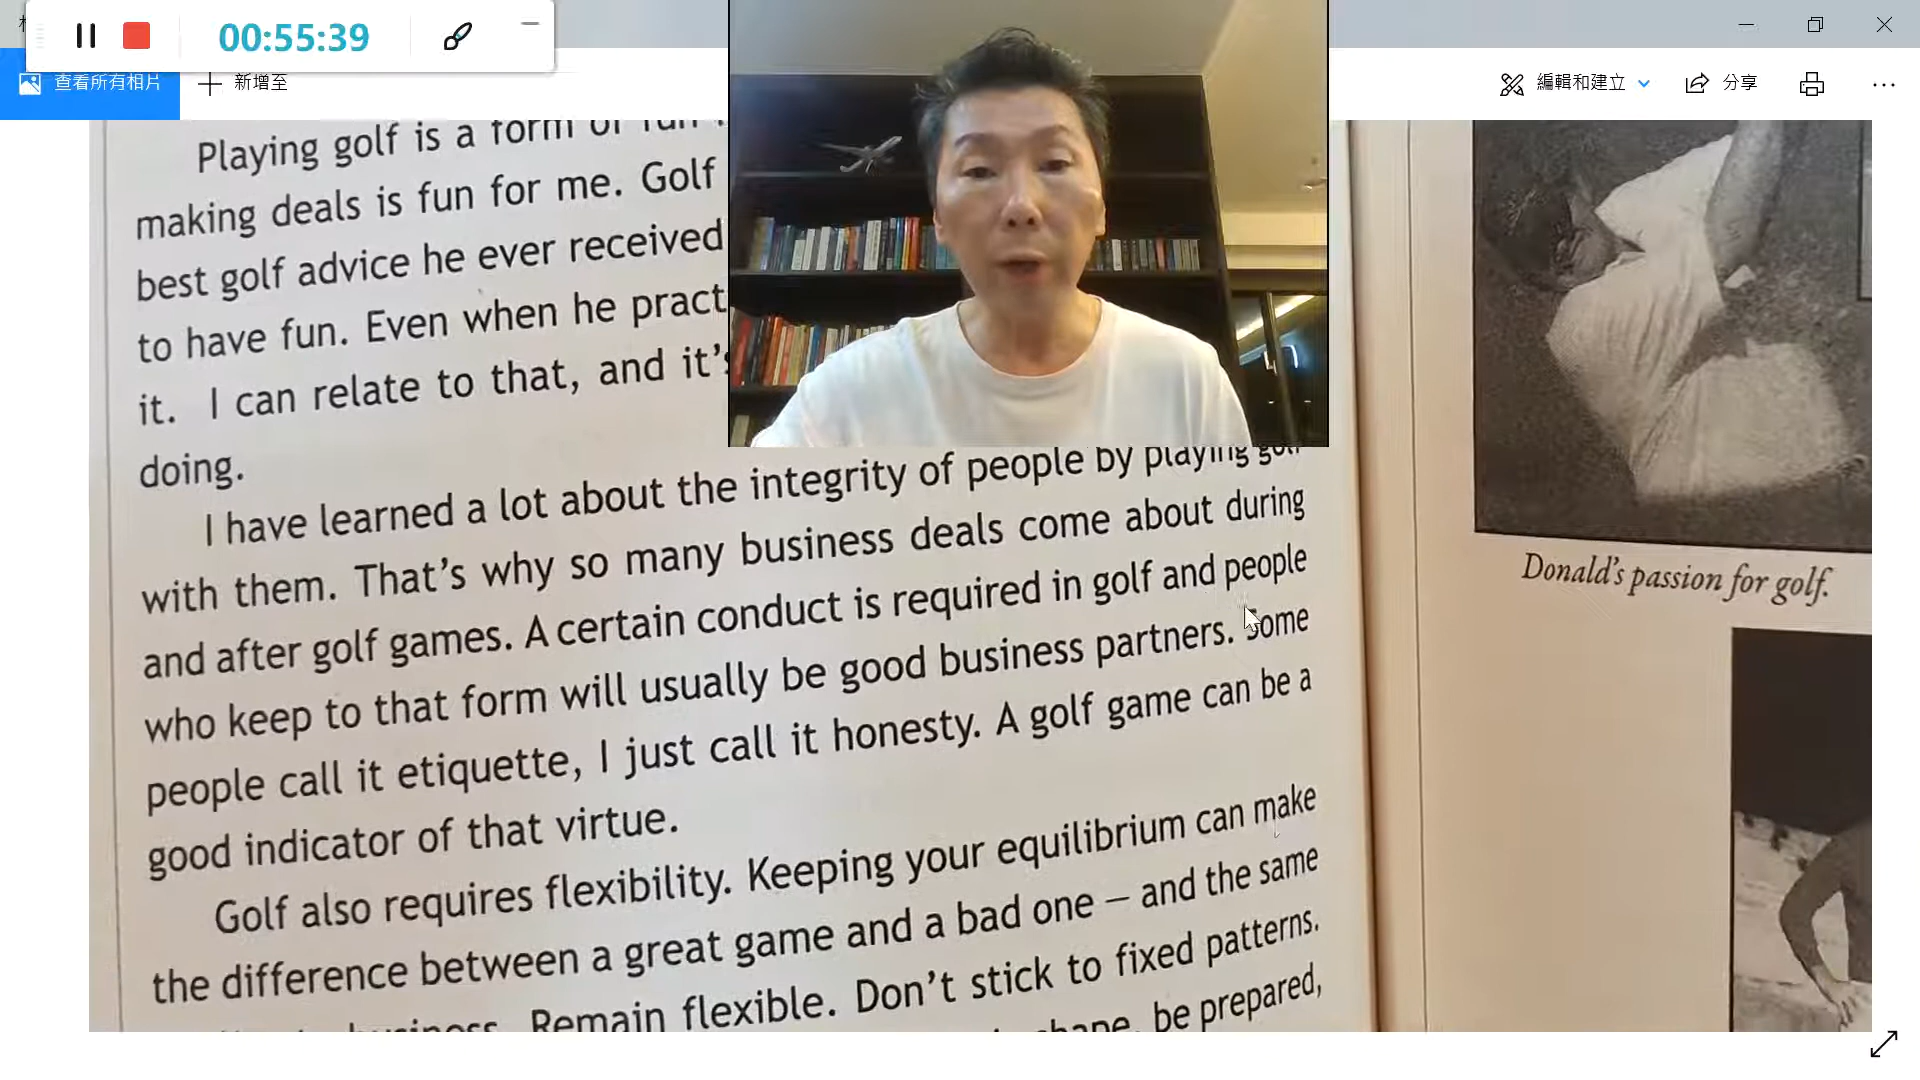 00:55:39
查看所有相片
新增至
編輯和建立
分享
Playing golf is a form of fun
making deals is fun for me. Golf
best golf advice he ever received
to have fun. Even when he pract
it. I can relate to that, and it's
doing.
I have learned a lot about the integrity of people by playing golf
with them. That's why so many business deals come about during
and after golf games. A certain conduct is required in golf and people
who keep to that form will usually be good business partners. Some
people call it etiquette, I just call it honesty. A golf game can be a
good indicator of that virtue.
Golf also requires flexibility. Keeping your equilibrium can make
the difference between a great game and a bad one – and the same
business. Remain flexible. Don't stick to fixed patterns.
shape, be prepared,
Donald's passion for golf.